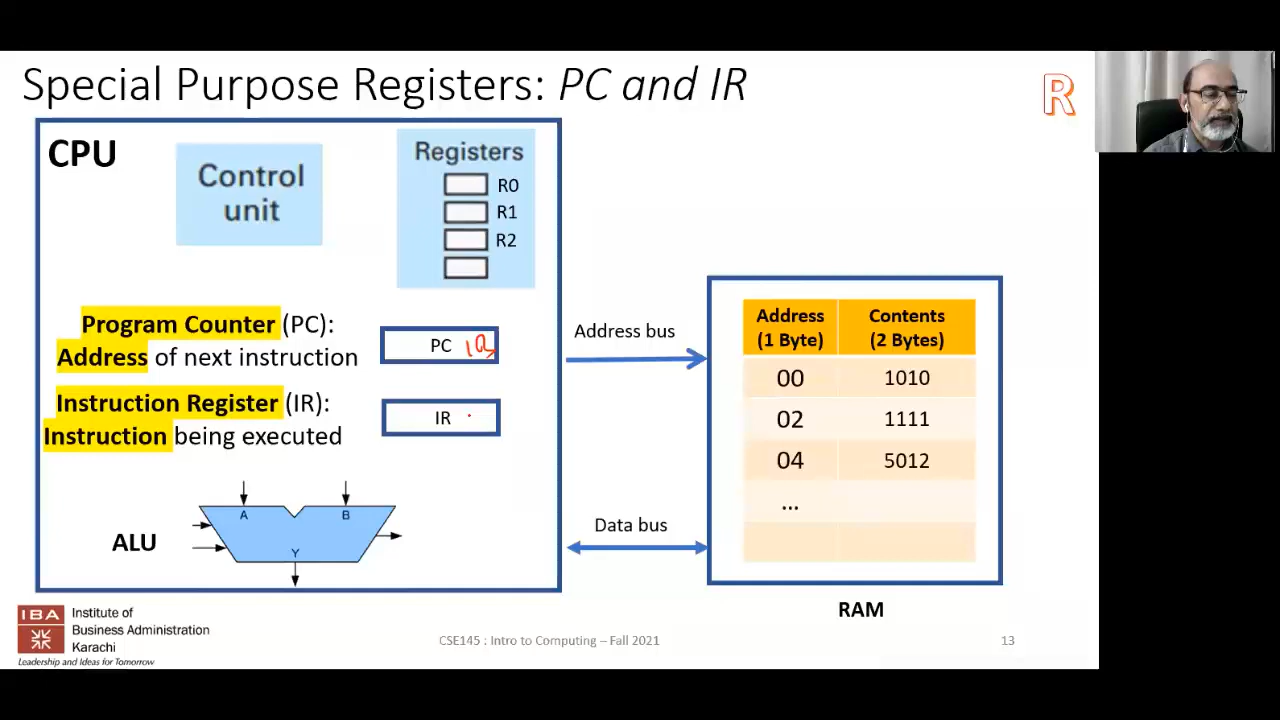 Special Purpose Registers: PC and IR
R
CPU
Control
unit
Registers
R0
R1
R2
Program Counter (PC):
Address of next instruction
PC
Instruction Register (IR):
Instruction being executed
IR
ALU
A
B
Y
Address bus
Data bus
Address
(1 Byte)
Contents
(2 Bytes)
00
1010
02
1111
04
5012
...
RAM
IBA
Institute of
Business Administration
Karachi
Leadership and Ideas for Tomorrow
CSE145 : Intro to Computing – Fall 2021
13